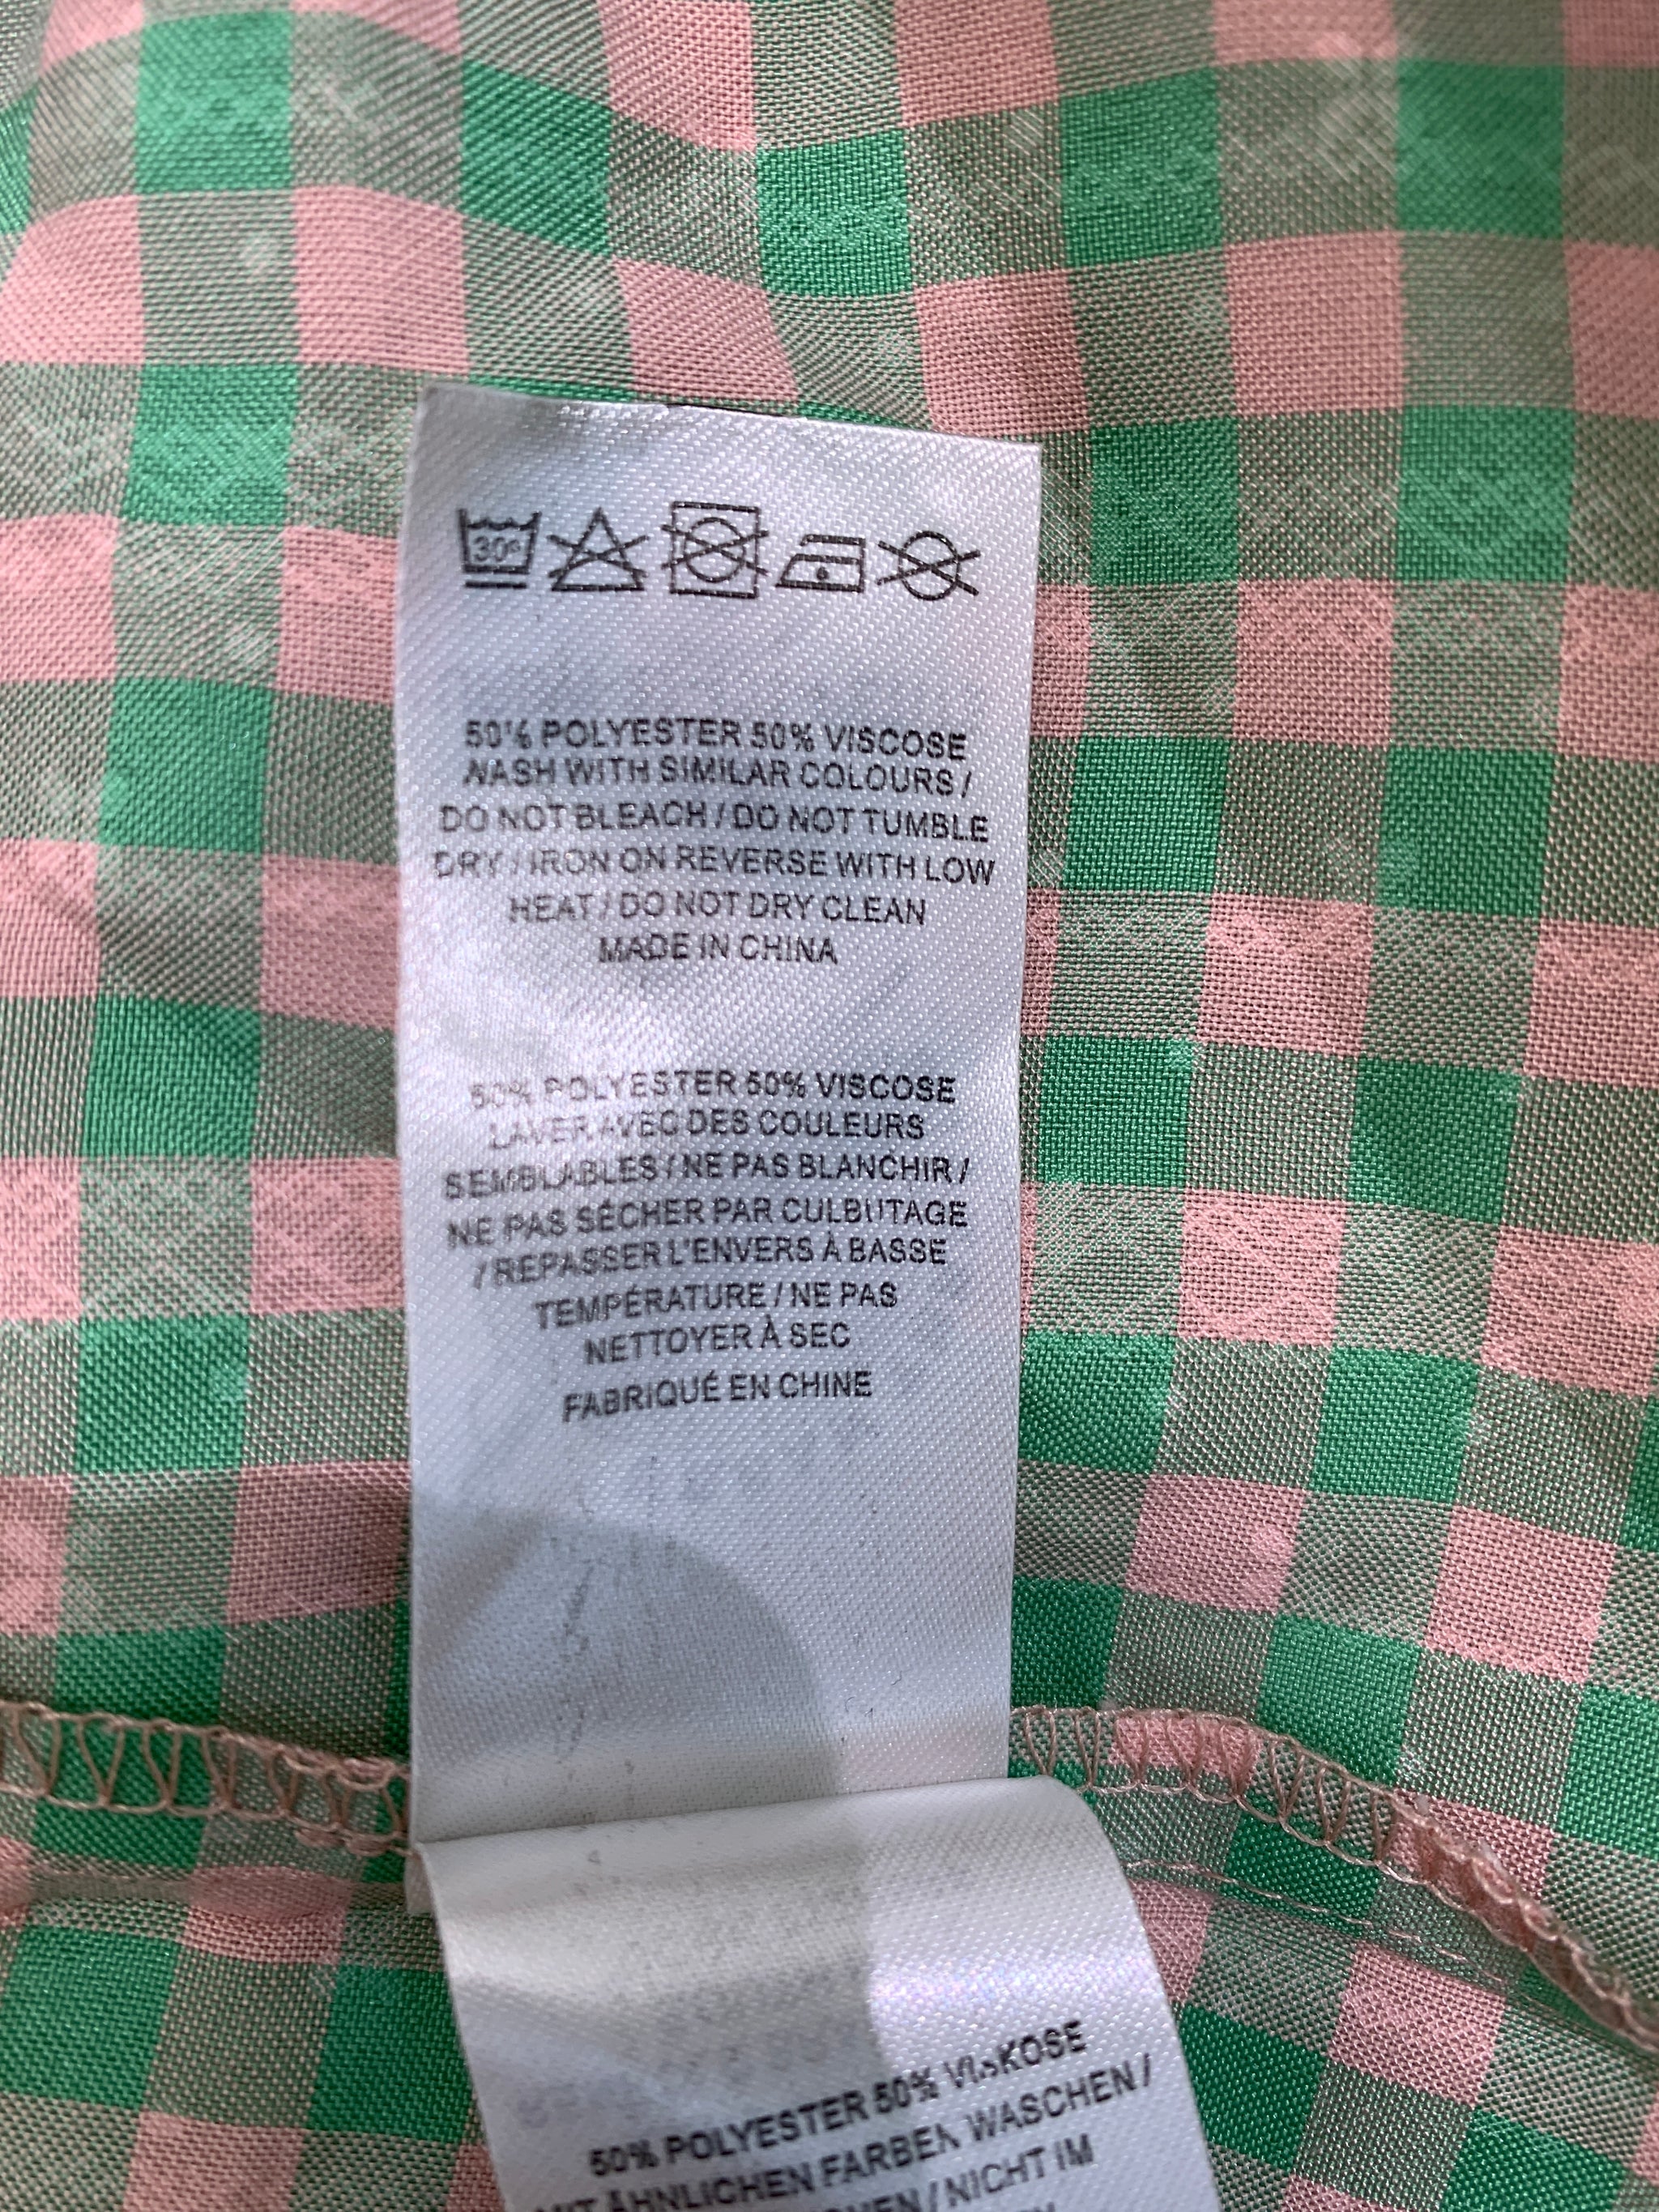 30°
50% POLYESTER 50% VISCOSE
WASH WITH SIMILAR COLOURS /
DO NOT BLEACH / DO NOT TUMBLE
DRY / IRON ON REVERSE WITH LOW
HEAT / DO NOT DRY CLEAN
MADE IN CHINA
50% POLYESTER 50% VISCOSE
LAVER AVEC DES COULEURS
SEMBLABLES / NE PAS BLANCHIR /
NE PAS SÉCHER PAR CULBUTAGE
/ REPASSER L'ENVERS À BASSE
TEMPÉRATURE / NE PAS
NETTOYER À SEC
FABRIQUÉ EN CHINE
50% POLYESTER 50% VISKOSE
MIT ÄHNLICHEN FARBEN WASCHEN /
/ NICHT IM